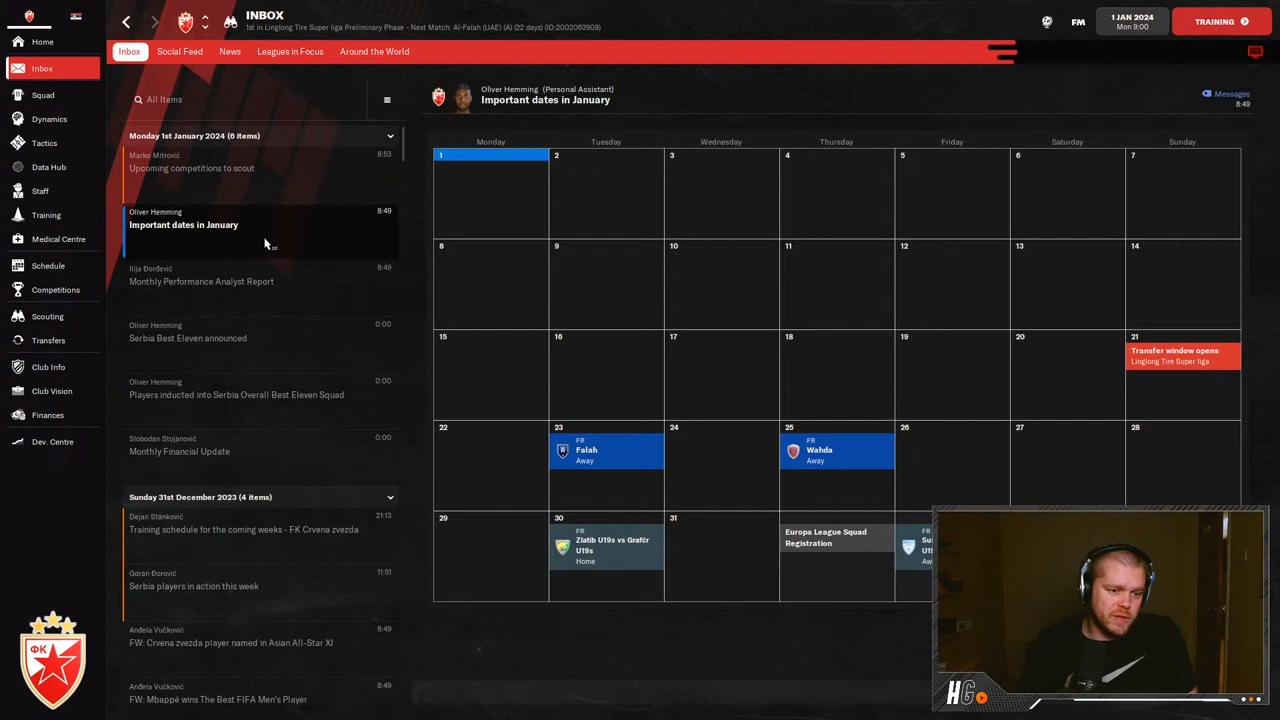 INBOX
1st in Linglong Tire Super liga Preliminary Phase - Next Match: Al-Falah (UAE) (A) (22 days) (ID:2002063909)
FM
1 JAN 2024
Mon 9:00
TRAINING
Home
Inbox
Squad
Dynamics
Tactics
Data Hub
Staff
Training
Medical Centre
Schedule
Competitions
Scouting
Transfers
Club Info
Club Vision
Finances
Dev. Centre
ФК
Inbox
Social Feed
News
Leagues in Focus
Around the World
All Items
Monday 1st January 2024 (6 items)
Marko Mitrović
8:53
Upcoming competitions to scout
Oliver Hemming
8:49
Important dates in January
Ilija Đorđević
8:49
Monthly Performance Analyst Report
Oliver Hemming
0:00
Serbia Best Eleven announced
Oliver Hemming
0:00
Players inducted into Serbia Overall Best Eleven Squad
Slobodan Stojanović
0:00
Monthly Financial Update
Sunday 31st December 2023 (4 items)
Dejan Stanković
21:13
Training schedule for the coming weeks - FK Crvena zvezda
Goran Đorović
11:51
Serbia players in action this week
Anđela Vučković
8:49
FW: Crvena zvezda player named in Asian All-Star XI
Anđela Vučković
8:49
FW: Mbappé wins The Best FIFA Men's Player
Oliver Hemming (Personal Assistant)
Important dates in January
Messages
8:49
Monday Tuesday Wednesday Thursday Friday Saturday Sunday
1 2 3 4 5 6 7
8 9 10 11 12 13 14
15 16 17 18 19 20 21
Transfer window opens
Linglong Tire Super liga
22 23 24 25 26 27 28
FR
Falah
Away
FR
Wahda
Away
29 30 31
FR
Zlatib U19s vs Grafčr
U19s
Home
Europa League Squad
Registration
FR
HG